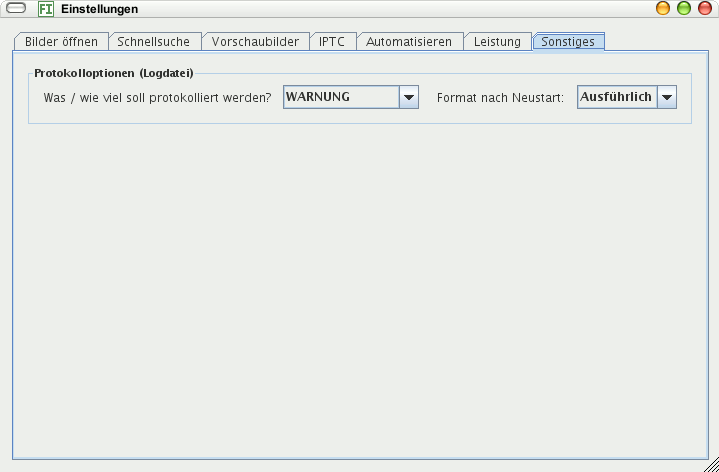 FI Einstellungen
Bilder öffnen Schnellsuche Vorschaubilder IPTC Automatisieren Leistung Sonstiges
Protokolloptionen (Logdatei)
Was / wie viel soll protokolliert werden? WARNUNG Format nach Neustart: Ausführlich